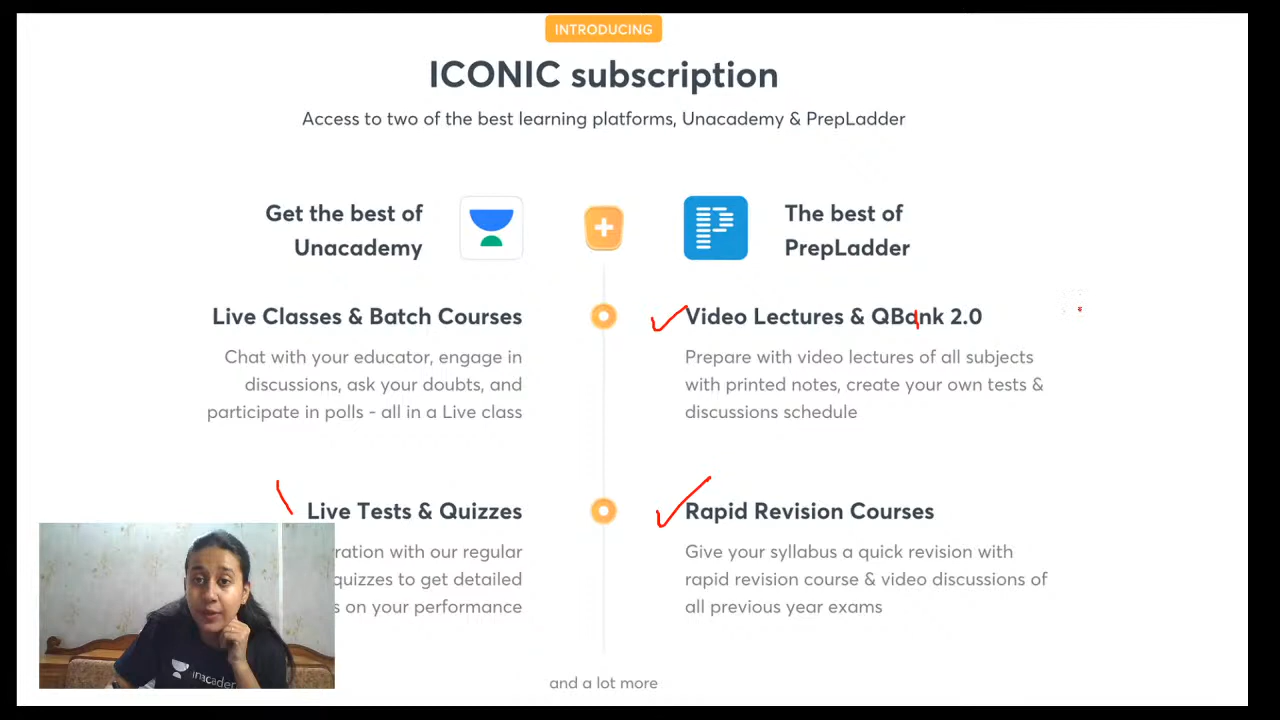 INTRODUCING
ICONIC subscription
Access to two of the best learning platforms, Unacademy & PrepLadder
Get the best of
Unacademy
The best of
PrepLadder
Live Classes & Batch Courses
Chat with your educator, engage in
discussions, ask your doubts, and
participate in polls - all in a Live class
Video Lectures & QBank 2.0
Prepare with video lectures of all subjects
with printed notes, create your own tests &
discussions schedule
Live Tests & Quizzes
with our regular
quizzes to get detailed
on your performance
Rapid Revision Courses
Give your syllabus a quick revision with
rapid revision course & video discussions of
all previous year exams
and a lot more